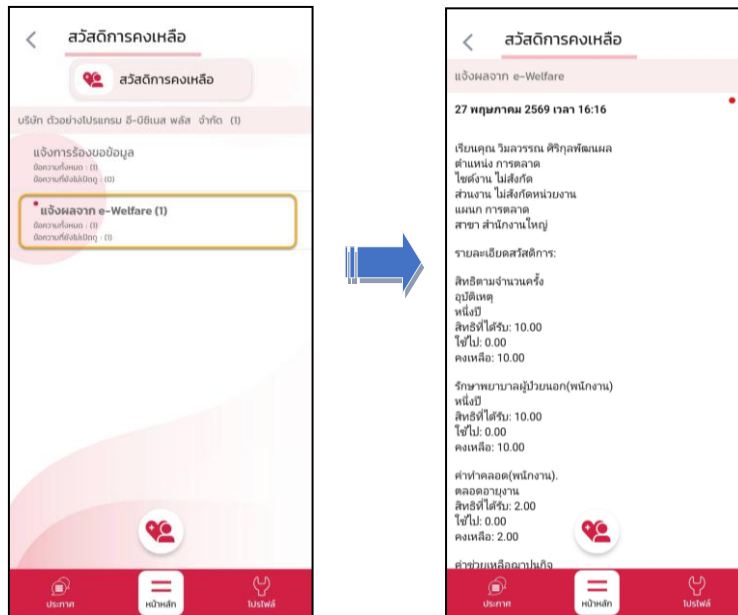 สวัสดิการคงเหลือ
สวัสดิการคงเหลือ
บริษัท ตัวอย่างโปรแกรม อี-บิซิเนส พลัส จำกัด (1)
แจ้งการร้องขอข้อมูล
ข้อความทั้งหมด : (1)
ข้อความที่ยังไม่เปิดดู : (0)
แจ้งผลจาก e-Welfare (1)
ข้อความทั้งหมด : (1)
ข้อความที่ยังไม่เปิดดู : (1)
ประกาศ
หน้าหลัก
โปรไฟล์
สวัสดิการคงเหลือ
แจ้งผลจาก e-Welfare
27 พฤษภาคม 2569 เวลา 16:16
เรียนคุณ วิมลวรรณ ศิริกุลพัฒนผล
ตำแหน่ง การตลาด
ไซต์งาน ไม่สังกัด
ส่วนงาน ไม่สังกัดหน่วยงาน
แผนก การตลาด
สาขา สำนักงานใหญ่
รายละเอียดสวัสดิการ:
สิทธิตามจำนวนครั้ง
อุบัติเหตุ
หนึ่งปี
สิทธิที่ได้รับ: 10.00
ใช้ไป: 0.00
คงเหลือ: 10.00
รักษาพยาบาลผู้ป่วยนอก(พนักงาน)
หนึ่งปี
สิทธิที่ได้รับ: 10.00
ใช้ไป: 0.00
คงเหลือ: 10.00
ค่าทำคลอด(พนักงาน).
ตลอดอายุงาน
สิทธิที่ได้รับ: 2.00
ใช้ไป: 0.00
คงเหลือ: 2.00
ค่าช่วยเหลือฌาปนกิจ
ประกาศ
หน้าหลัก
โปรไฟล์